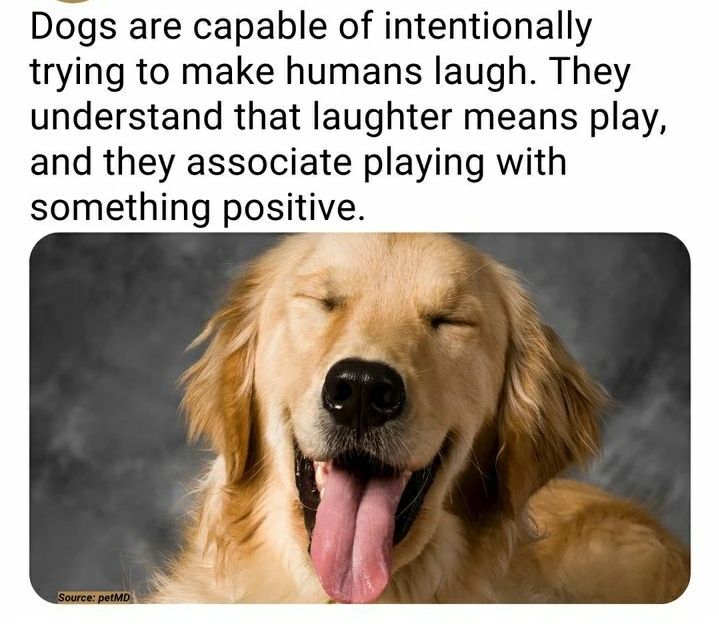 Dogs are capable of intentionally
trying to make humans laugh. They
understand that laughter means play,
and they associate playing with
something positive.
Source: petMD